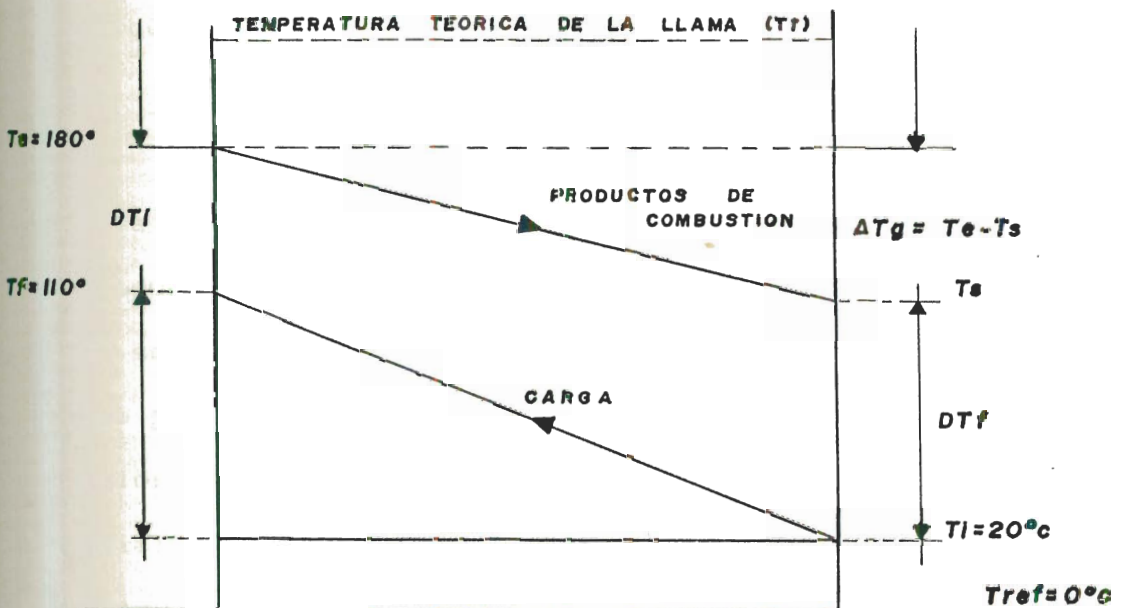 TEMPERATURA TEORICA DE LA LLAMA (Tt)
Te=180°
PRODUCTOS DE
COMBUSTION
DTi
ΔTg = Te-Ts
Tf=110°
Ts
CARGA
DTf
Ti=20°c
Tref=0°c